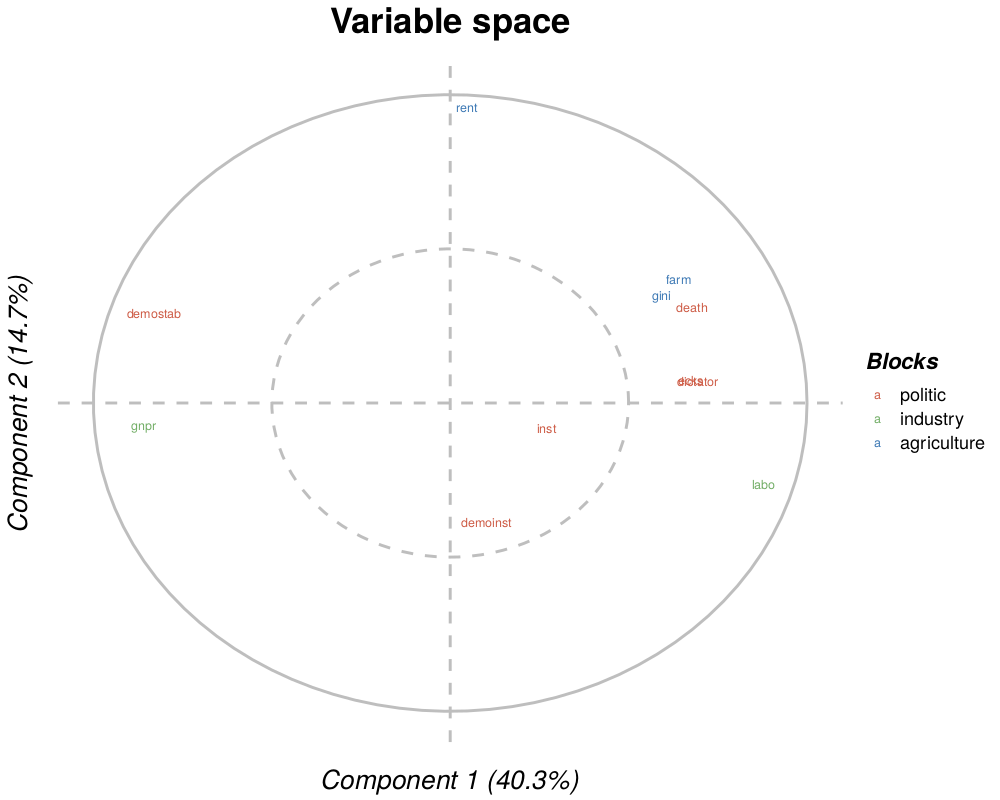 Variable space
rent
farm
gini
death
demostab
dictator
gnpr
inst
labo
demoinst
Component 2 (14.7%)
Component 1 (40.3%)
Blocks
a politic
a industry
a agriculture